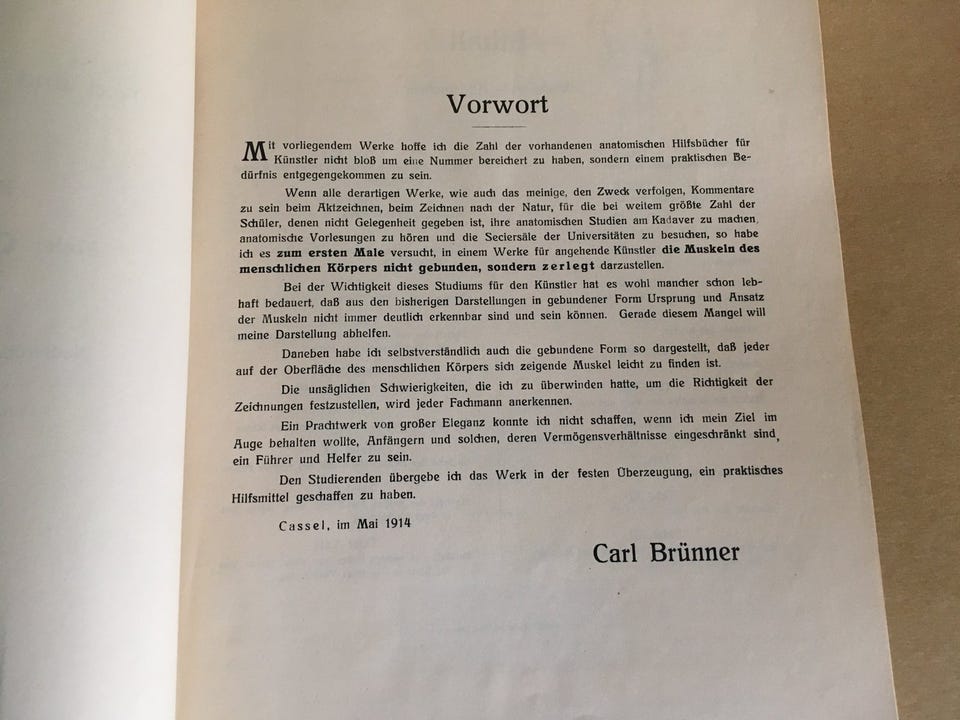 Vorwort
Mit vorliegendem Werke hoffe ich die Zahl der vorhandenen anatomischen Hilfsbücher für
Künstler nicht bloß um eine Nummer bereichert zu haben, sondern einem praktischen Be-
dürfnis entgegengekommen zu sein.
Wenn alle derartigen Werke, wie auch das meinige, den Zweck verfolgen, Kommentare
zu sein beim Aktzeichnen, beim Zeichnen nach der Natur, für die bei weitem größte Zahl der
Schüler, denen nicht Gelegenheit gegeben ist, ihre anatomischen Studien am Kadaver zu machen,
anatomische Vorlesungen zu hören und die Seciersäle der Universitäten zu besuchen, so habe
ich es zum ersten Male versucht, in einem Werke für angehende Künstler die Muskeln des
menschlichen Körpers nicht gebunden, sondern zerlegt darzustellen.
Bei der Wichtigkeit dieses Studiums für den Künstler hat es wohl mancher schon leb-
haft bedauert, daß aus den bisherigen Darstellungen in gebundener Form Ursprung und Ansatz
der Muskeln nicht immer deutlich erkennbar sind und sein können. Gerade diesem Mangel will
meine Darstellung abhelfen.
Daneben habe ich selbstverständlich auch die gebundene Form so dargestellt, daß jeder
auf der Oberfläche des menschlichen Körpers sich zeigende Muskel leicht zu finden ist.
Die unsäglichen Schwierigkeiten, die ich zu überwinden hatte, um die Richtigkeit der
Zeichnungen festzustellen, wird jeder Fachmann anerkennen.
Ein Prachtwerk von großer Eleganz konnte ich nicht schaffen, wenn ich mein Ziel im
Auge behalten wollte, Anfängern und solchen, deren Vermögensverhältnisse eingeschränkt sind,
ein Führer und Helfer zu sein.
Den Studierenden übergebe ich das Werk in der festen Überzeugung, ein praktisches
Hilfsmittel geschaffen zu haben.
Cassel, im Mai 1914
Carl Brünner